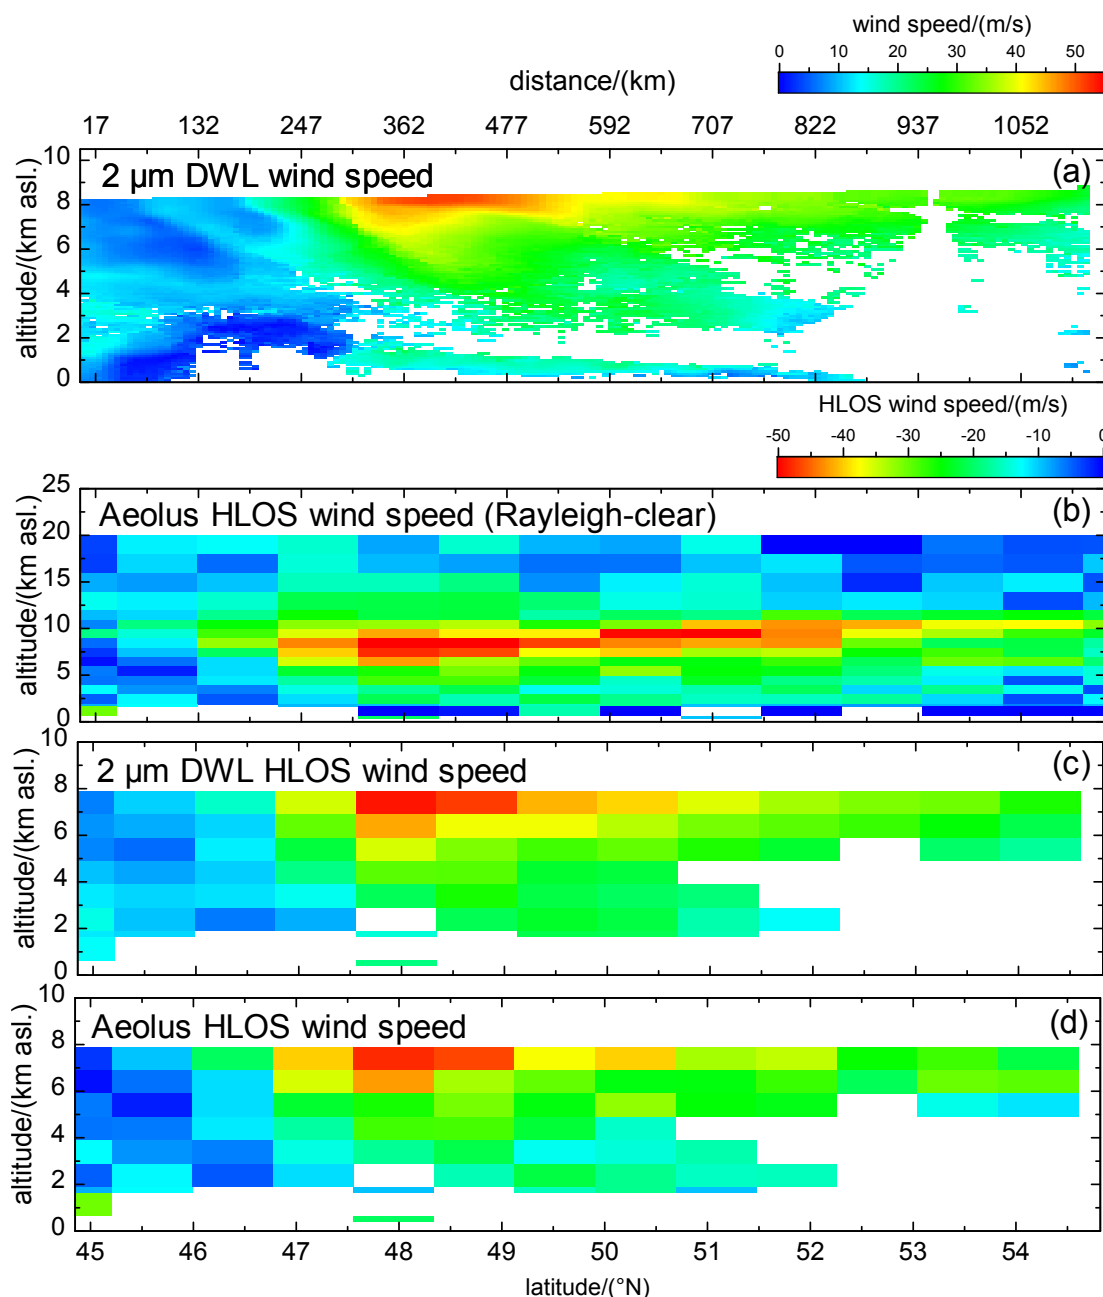 wind speed/(m/s)
0 10 20 30 40 50
distance/(km)
17 132 247 362 477 592 707 822 937 1052
2 µm DWL wind speed
(a)
altitude/(km asl.)
10
8
6
4
2
0
HLOS wind speed/(m/s)
-50 -40 -30 -20 -10 0
Aeolus HLOS wind speed (Rayleigh-clear)
(b)
altitude/(km asl.)
25
20
15
10
5
0
2 µm DWL HLOS wind speed
(c)
altitude/(km asl.)
10
8
6
4
2
0
Aeolus HLOS wind speed
(d)
altitude/(km asl.)
10
8
6
4
2
0
45 46 47 48 49 50 51 52 53 54
latitude/(°N)